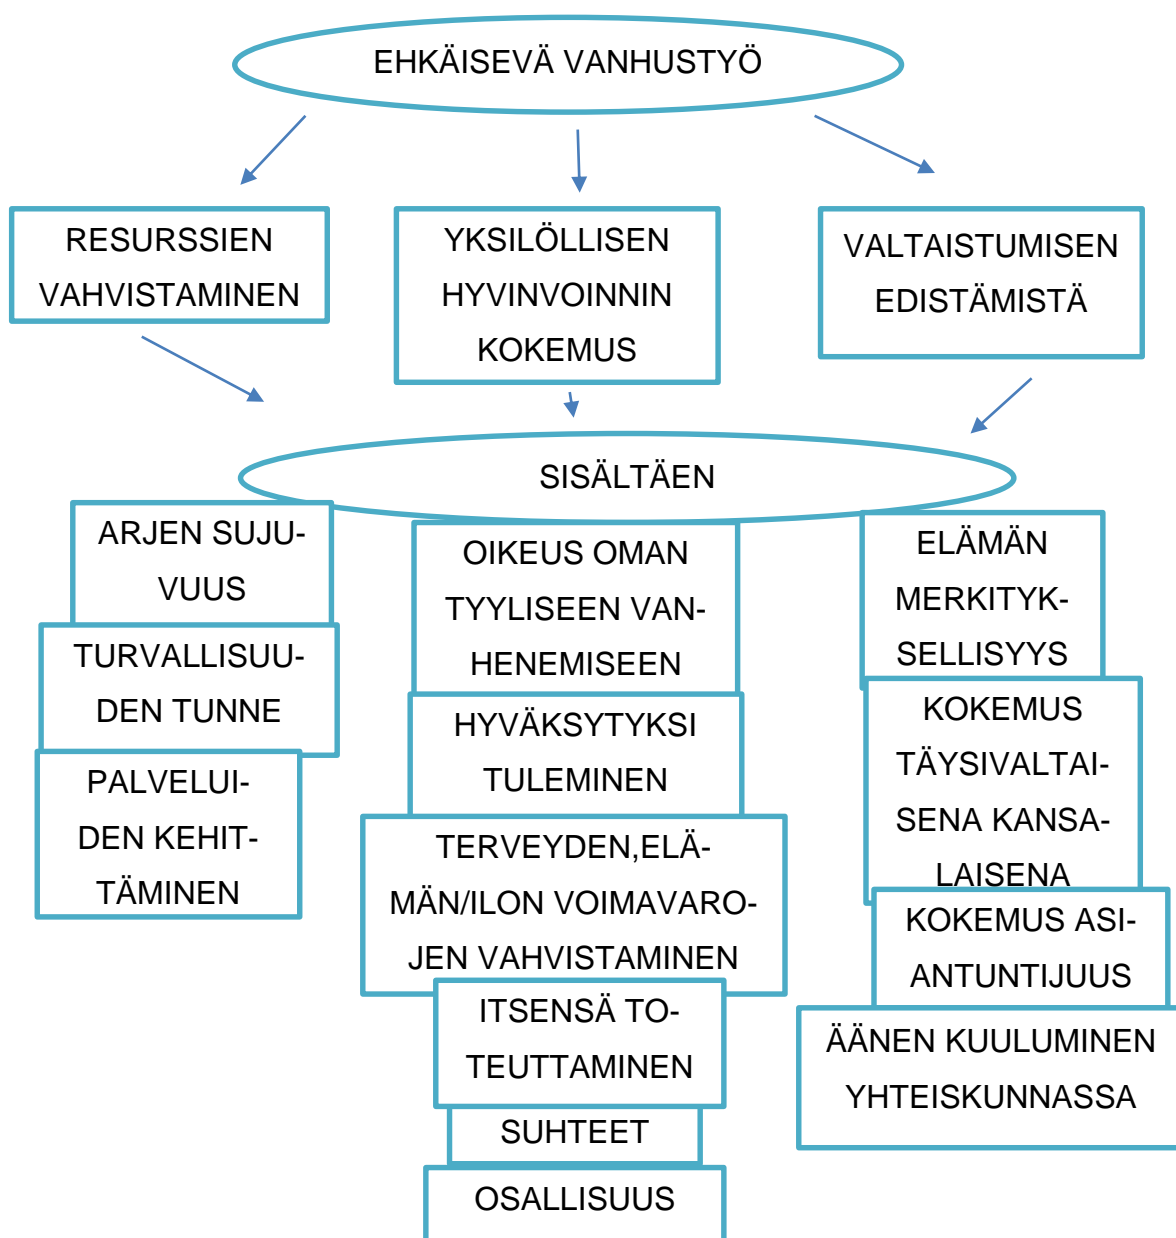 EHKÄISEVÄ VANHUSTYÖ
RESURSSIEN
VAHVISTAMINEN
YKSILÖLLISEN
HYVINVOINNIN
KOKEMUS
VALTAISTUMISEN
EDISTÄMISTÄ
SISÄLTÄEN
ARJEN SUJU-
VUUS
TURVALLISUU-
DEN TUNNE
PALVELUI-
DEN KEHIT-
TÄMINEN
OIKEUS OMAN
TYYLISEEN VAN-
HENEMISEEN
HYVÄKSYTYKSI
TULEMINEN
TERVEYDEN,ELÄ-
MÄN/ILON VOIMAVARO-
JEN VAHVISTAMINEN
ITSENSÄ TO-
TEUTTAMINEN
SUHTEET
OSALLISUUS
ELÄMÄN
MERKITYK-
SELLISYYS
KOKEMUS
TÄYSIVALTAI-
SENA KANSA-
LAISENA
KOKEMUS ASI-
ANTUNTIJUUS
ÄÄNEN KUULUMINEN
YHTEISKUNNASSA